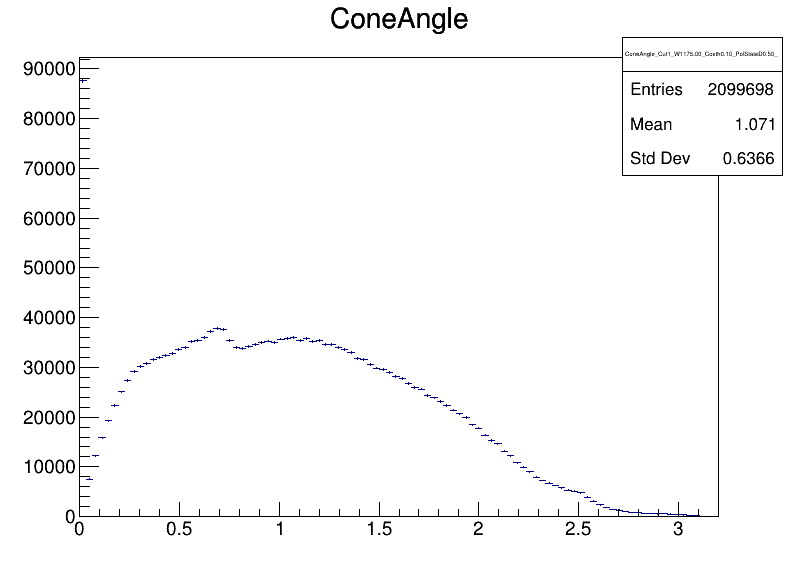 ConeAngle
ConeAngle_Cut1_W1175.00_Costh0.10_PolStateD0.50_
Entries 2099698
Mean 1.071
Std Dev 0.6366
90000
80000
70000
60000
50000
40000
30000
20000
10000
0
0 0.5 1 1.5 2 2.5 3